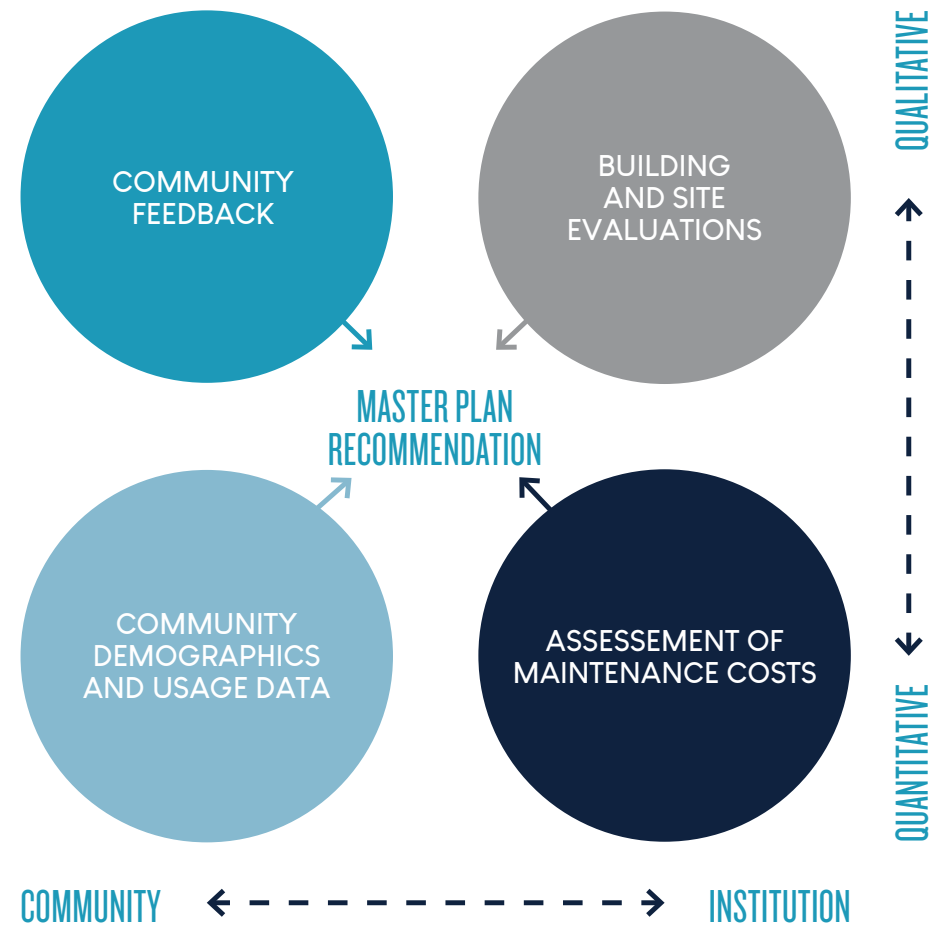 COMMUNITY
FEEDBACK
BUILDING
AND SITE
EVALUATIONS
QUALITATIVE
MASTER PLAN
RECOMMENDATION
COMMUNITY
DEMOGRAPHICS
AND USAGE DATA
ASSESSEMENT OF
MAINTENANCE COSTS
QUANTITATIVE
COMMUNITY
INSTITUTION